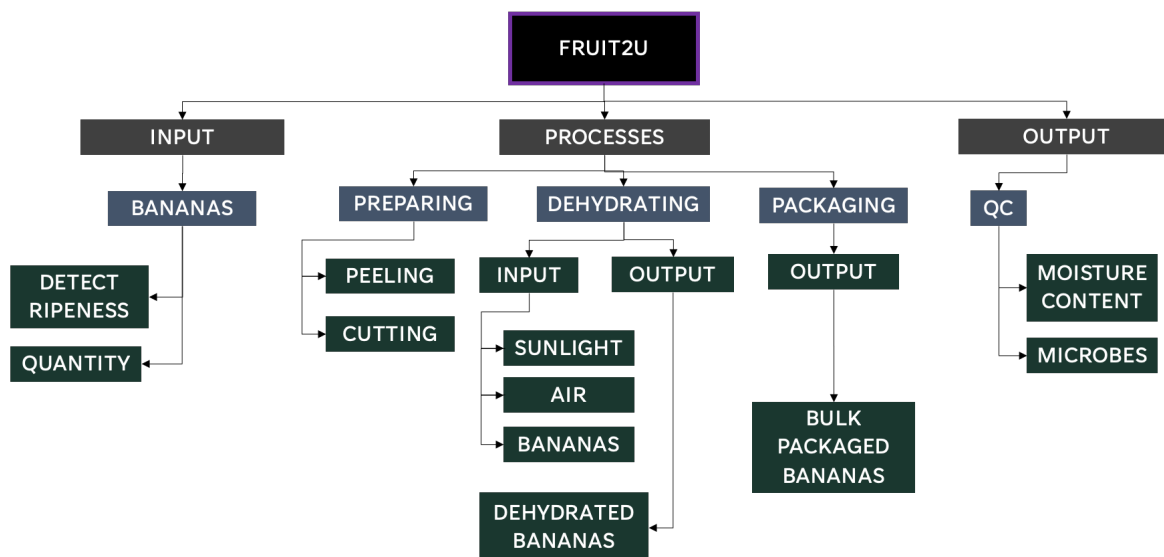 FRUIT2U
INPUT
PROCESSES
OUTPUT
BANANAS
PREPARING
DEHYDRATING
PACKAGING
QC
DETECT
RIPENESS
QUANTITY
PEELING
CUTTING
INPUT
OUTPUT
SUNLIGHT
AIR
BANANAS
DEHYDRATED
BANANAS
OUTPUT
BULK
PACKAGED
BANANAS
MOISTURE
CONTENT
MICROBES